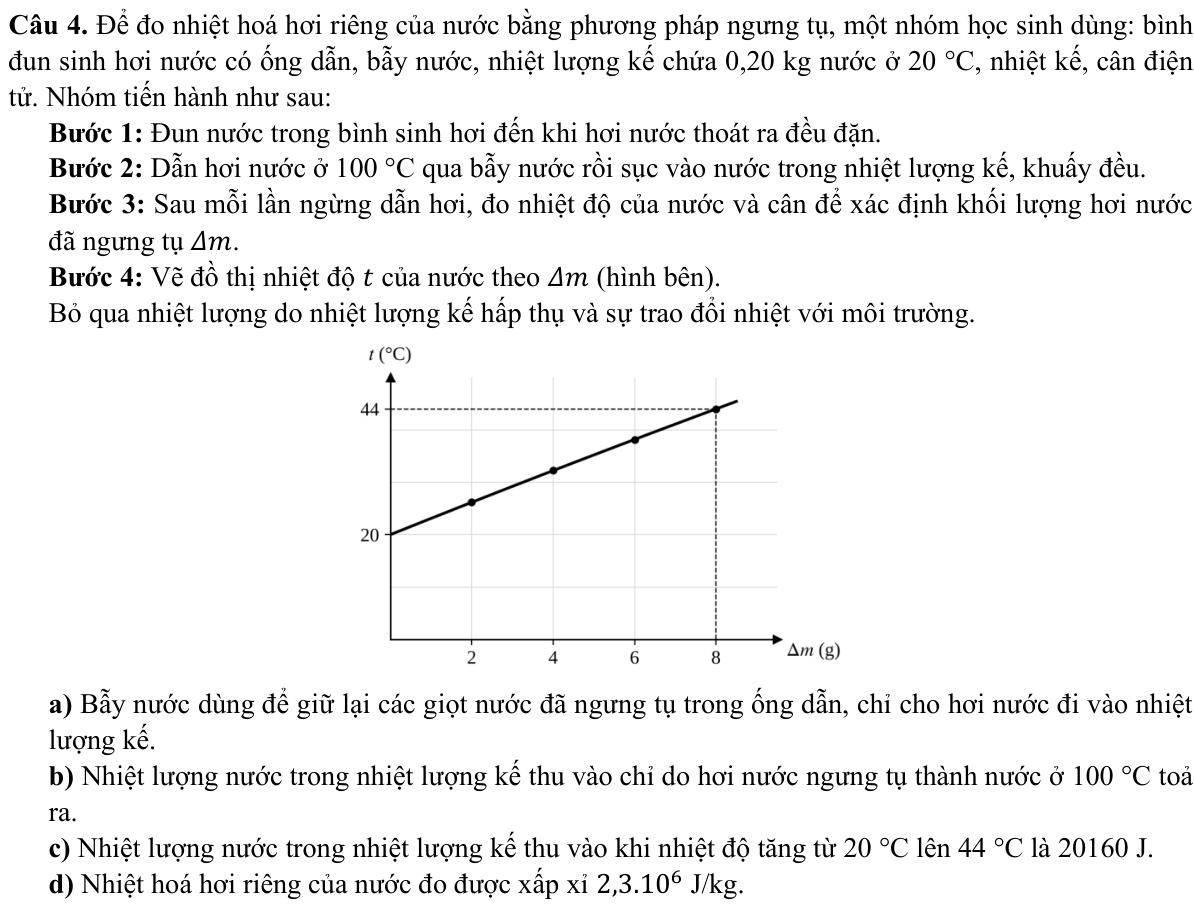 Câu 4. Để đo nhiệt hoá hơi riêng của nước bằng phương pháp ngưng tụ, một nhóm học sinh dùng: bình
đun sinh hơi nước có ống dẫn, bẫy nước, nhiệt lượng kế chứa 0,20 kg nước ở 20 °C, nhiệt kế, cân điện
tử. Nhóm tiến hành như sau:
Bước 1: Đun nước trong bình sinh hơi đến khi hơi nước thoát ra đều đặn.
Bước 2: Dẫn hơi nước ở 100 °C qua bẫy nước rồi sục vào nước trong nhiệt lượng kế, khuấy đều.
Bước 3: Sau mỗi lần ngừng dẫn hơi, đo nhiệt độ của nước và cân để xác định khối lượng hơi nước
đã ngưng tụ Δm.
Bước 4: Vẽ đồ thị nhiệt độ t của nước theo Δm (hình bên).
Bỏ qua nhiệt lượng do nhiệt lượng kế hấp thụ và sự trao đổi nhiệt với môi trường.
t (°C)
44
20
2 4 6 8 Δm (g)
a) Bẫy nước dùng để giữ lại các giọt nước đã ngưng tụ trong ống dẫn, chỉ cho hơi nước đi vào nhiệt
lượng kế.
b) Nhiệt lượng nước trong nhiệt lượng kế thu vào chỉ do hơi nước ngưng tụ thành nước ở 100 °C toả
ra.
c) Nhiệt lượng nước trong nhiệt lượng kế thu vào khi nhiệt độ tăng từ 20 °C lên 44 °C là 20160 J.
d) Nhiệt hoá hơi riêng của nước đo được xấp xỉ 2,3.10⁶ J/kg.